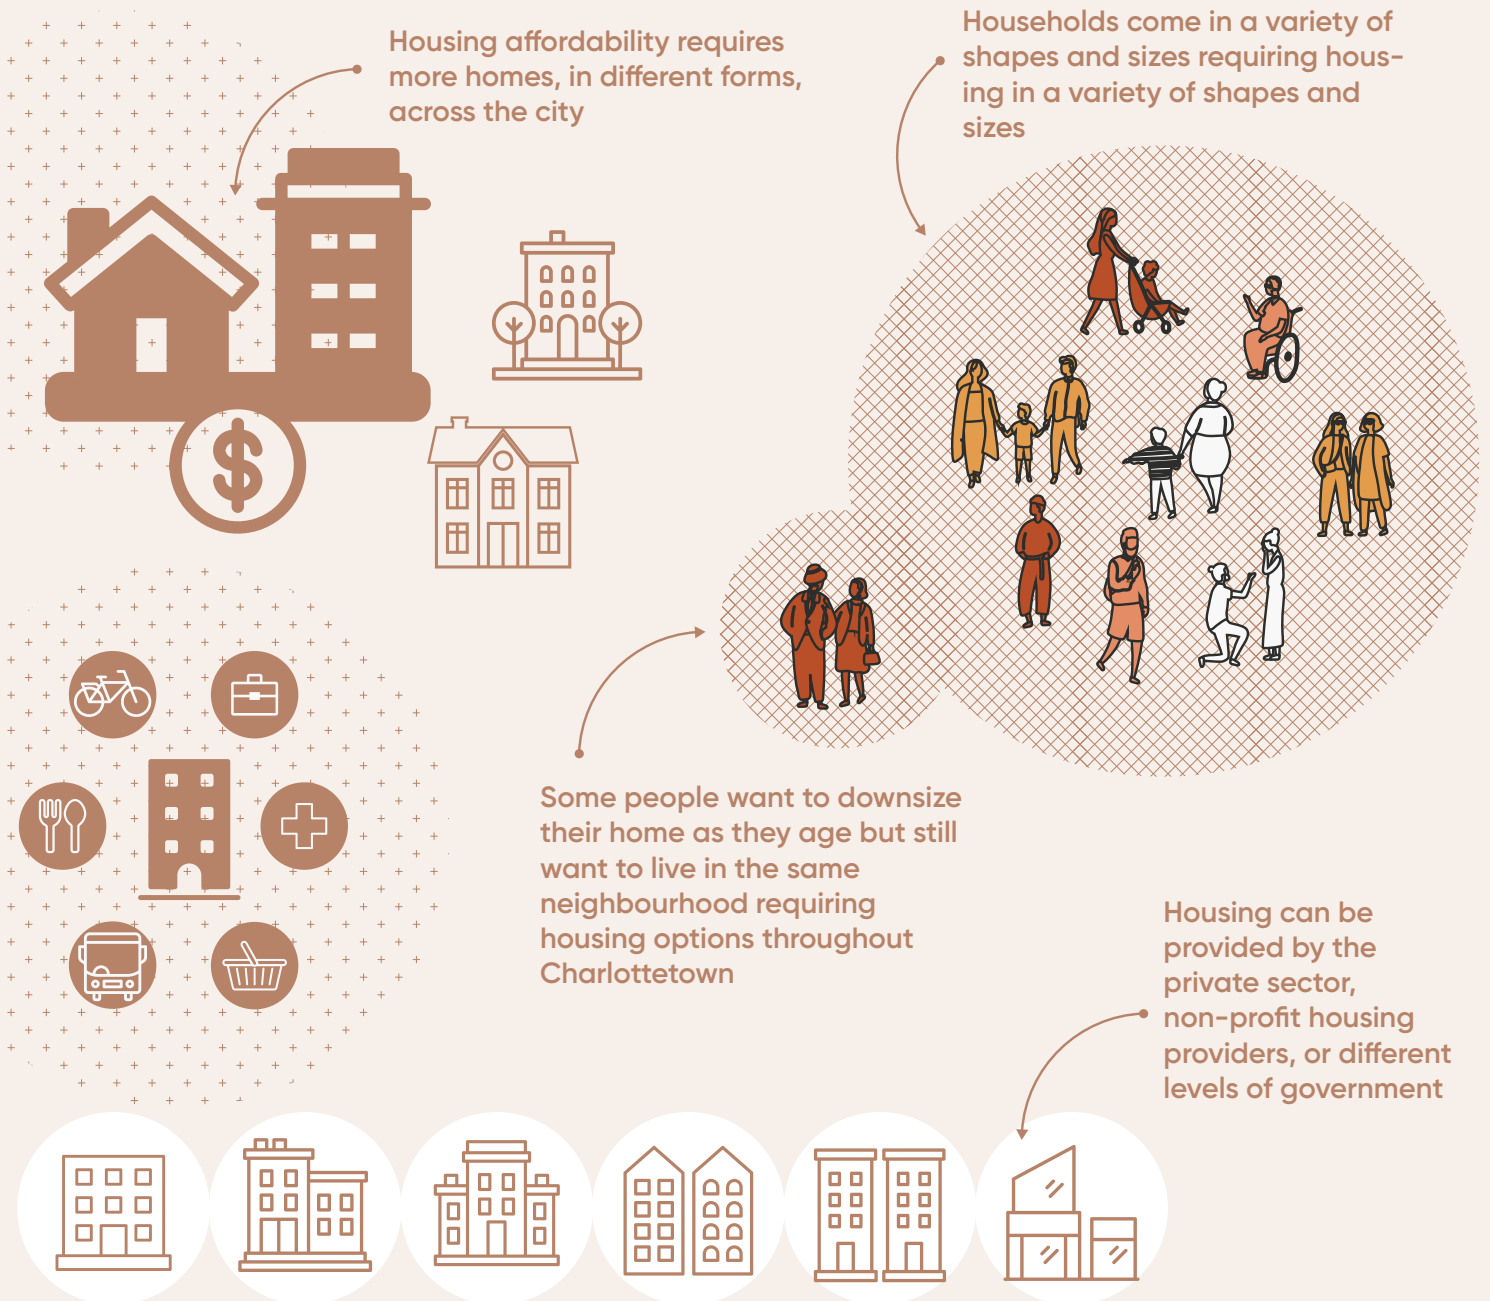 Housing affordability requires
more homes, in different forms,
across the city
Households come in a variety of
shapes and sizes requiring hous-
ing in a variety of shapes and
sizes
$
Some people want to downsize
their home as they age but still
want to live in the same
neighbourhood requiring
housing options throughout
Charlottetown
Housing can be
provided by the
private sector,
non-profit housing
providers, or different
levels of government